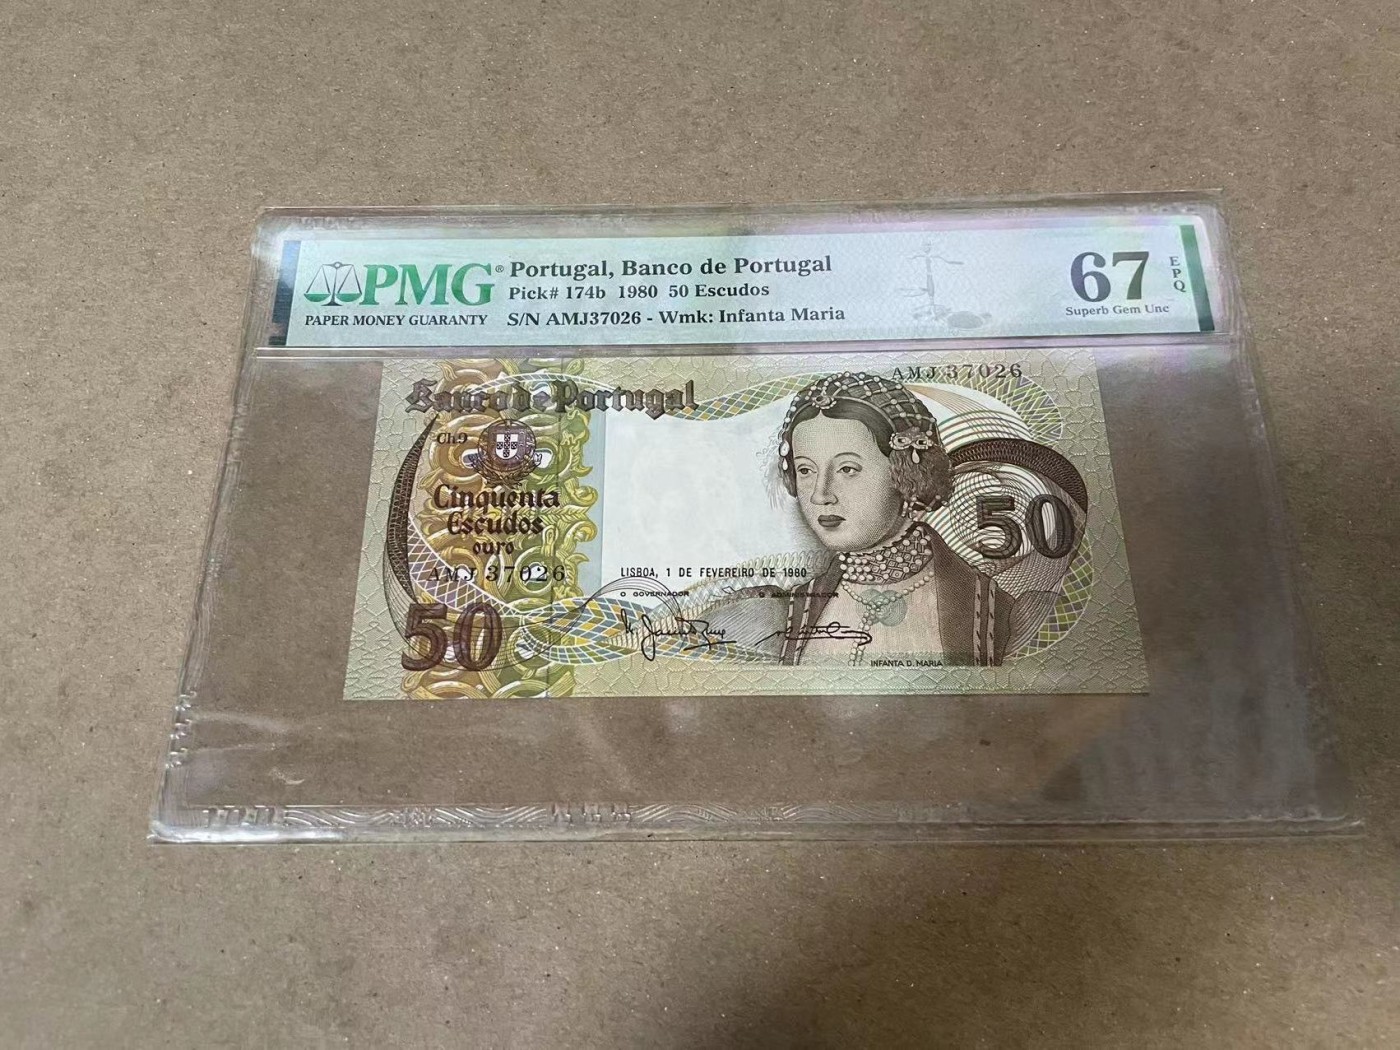 PMG®
PAPER MONEY GUARANTY
Portugal, Banco de Portugal
Pick# 174b 1980 50 Escudos
S/N AMJ37026 - Wmk: Infanta Maria
67
EPQ
Superb Gem Unc
AMJ 37026
Banco de Portugal
Ch9
Cinquenta
Escudos
ouro
50
AMJ 37026
LISBOA, 1 DE FEVEREIRO DE 1980
O GOVERNADOR O ADMINISTRADOR
50
INFANTA D. MARIA